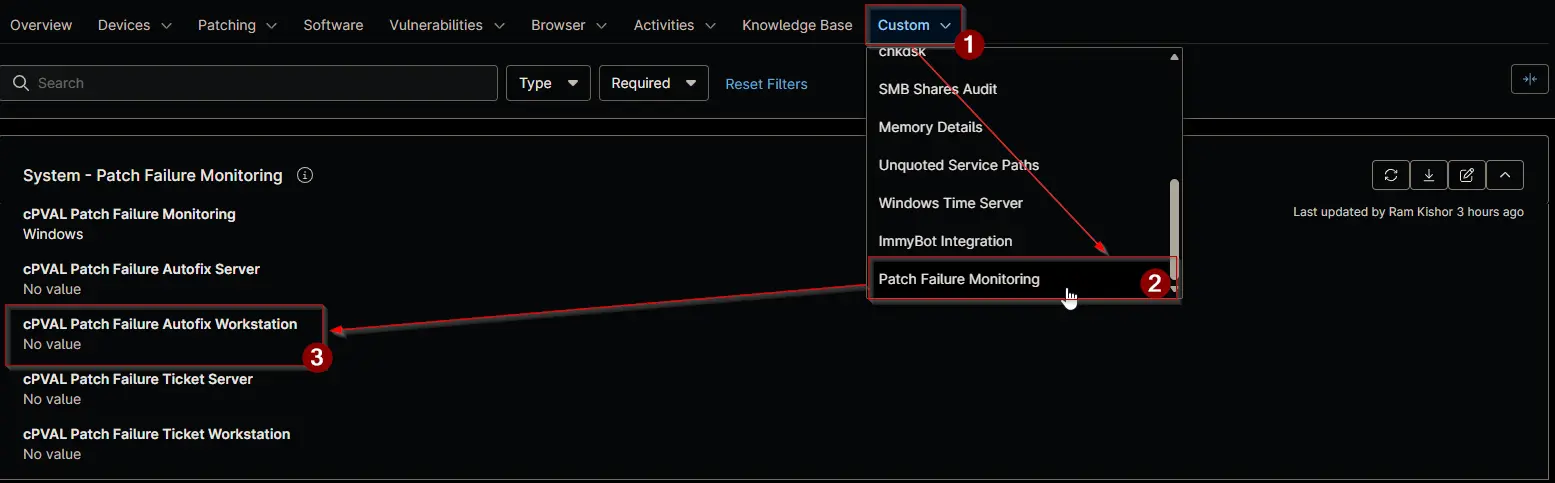 Overview Devices Patching Software Vulnerabilities Browser Activities Knowledge Base Custom
1
chkdsk
Search Type Required Reset Filters
SMB Shares Audit
Memory Details
Unquoted Service Paths
Windows Time Server
ImmyBot Integration
Patch Failure Monitoring 2
System - Patch Failure Monitoring
Last updated by Ram Kishor 3 hours ago
cPVAL Patch Failure Monitoring
Windows
cPVAL Patch Failure Autofix Server
No value
cPVAL Patch Failure Autofix Workstation
No value
3
cPVAL Patch Failure Ticket Server
No value
cPVAL Patch Failure Ticket Workstation
No value